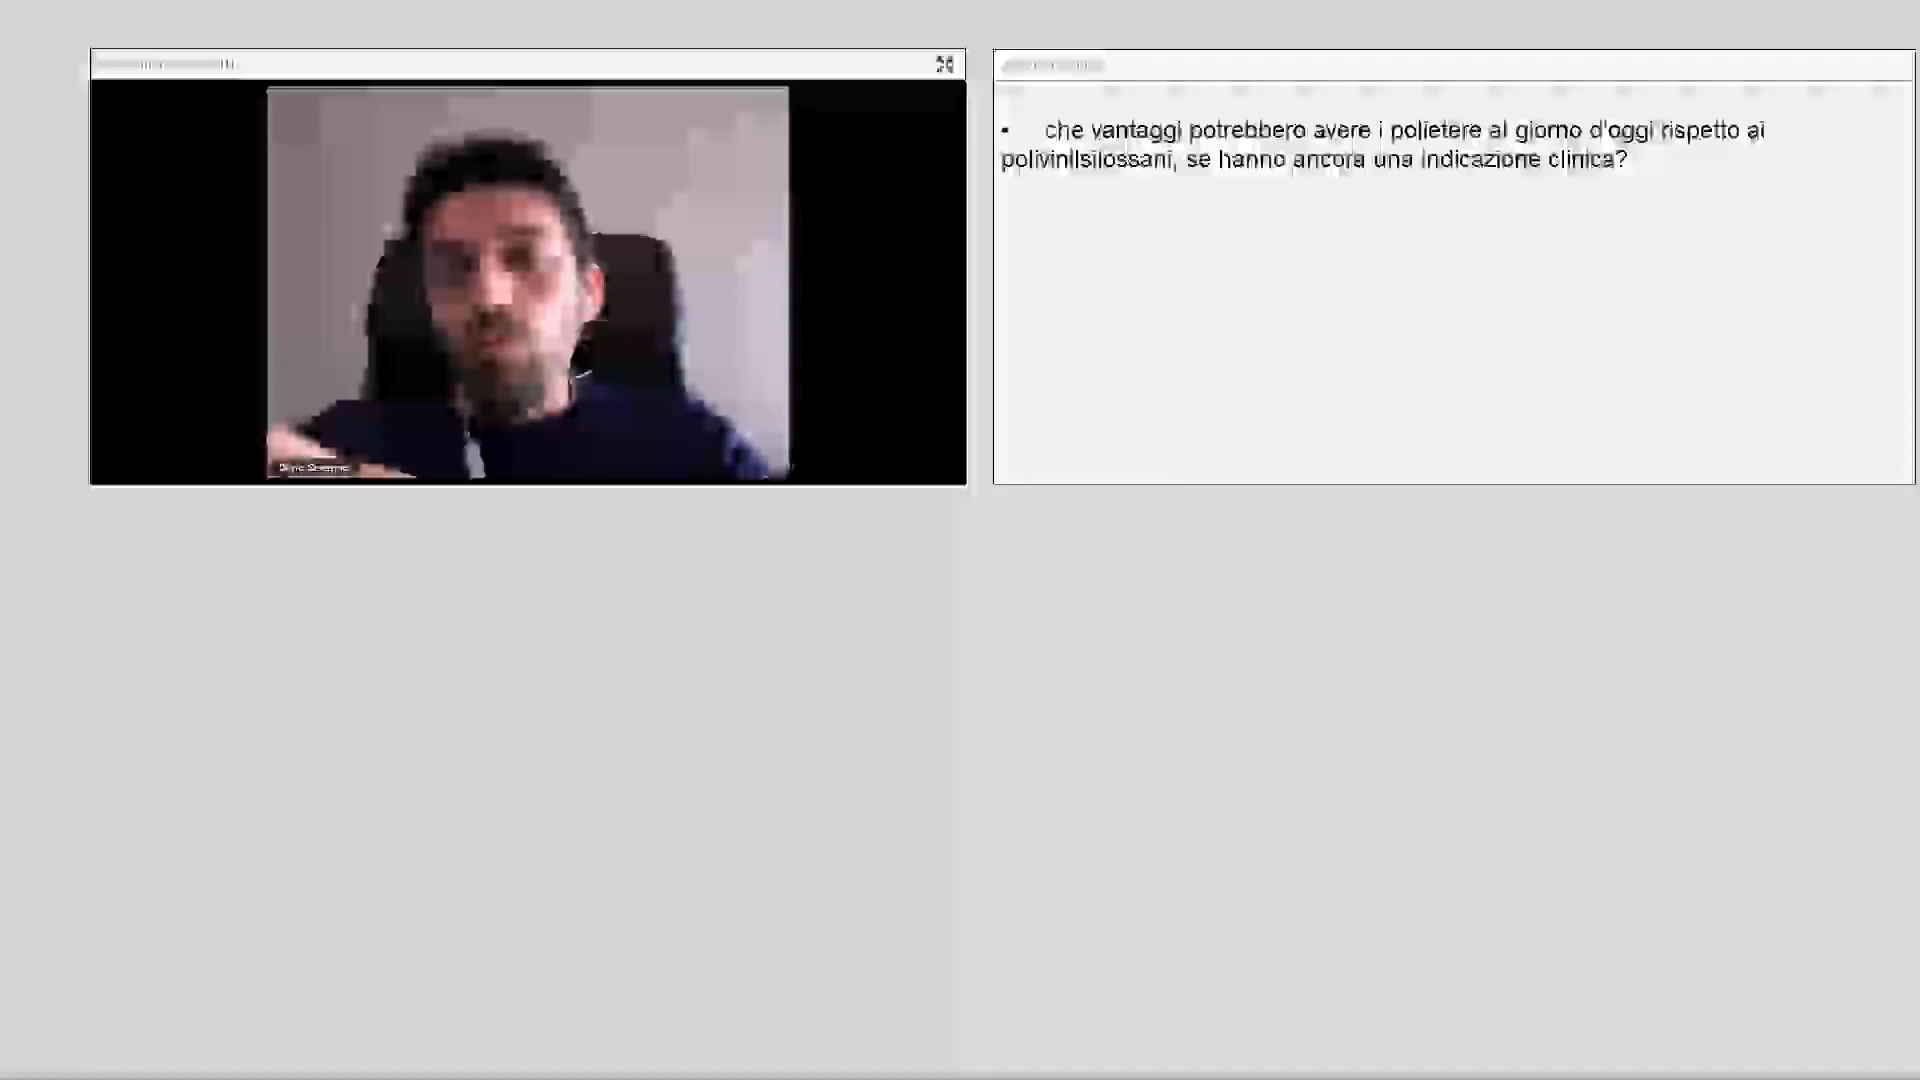 • che vantaggi potrebbero avere i polietere al giorno d'oggi rispetto ai
polivinilsilossani, se hanno ancora una indicazione clinica?